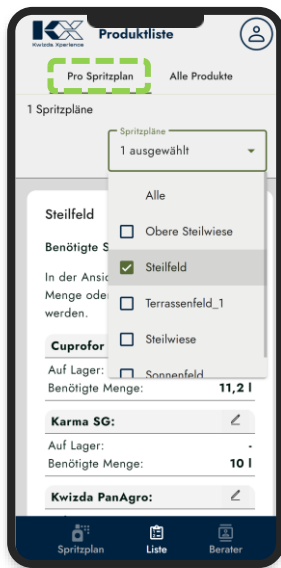 KX
Kwizda Xperience
Produktliste
Pro Spritzplan
Alle Produkte
1 Spritzpläne
Spritzpläne
1 ausgewählt
Alle
Obere Steilwiese
Steilfeld
Terrassenfeld_1
Steilwiese
Sonnenfeld
Steilfeld
Benötigte S
In der Ansic
Menge ode
werden.
Cuprofor
Auf Lager:
Benötigte Menge: 11,2 l
Karma SG:
Auf Lager: -
Benötigte Menge: 10 l
Kwizda PanAgro:
Spritzplan
Liste
Berater